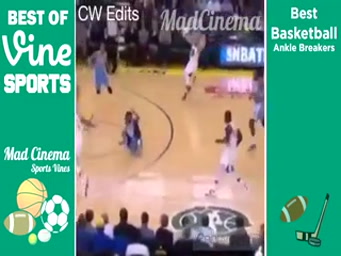 BEST OF
Vine
SPORTS
Mad Cinema
Sports Vines
CW Edits
MadCinema
Best
Basketball
Ankle Breakers